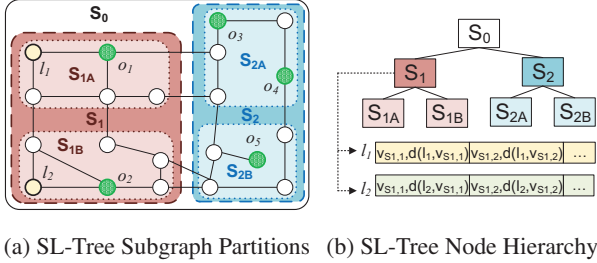 S0
l1
o1
S1A
S1
S1B
l2
o2
o3
S2A
o4
S2
o5
S2B
S0
S1
S2
S1A
S1B
S2A
S2B
l1
vS1,1,d(l1,vS1,1)
vS1,2,d(l1,vS1,2)
...
l2
vS1,1,d(l2,vS1,1)
vS1,2,d(l2,vS1,2)
...
(a) SL-Tree Subgraph Partitions
(b) SL-Tree Node Hierarchy